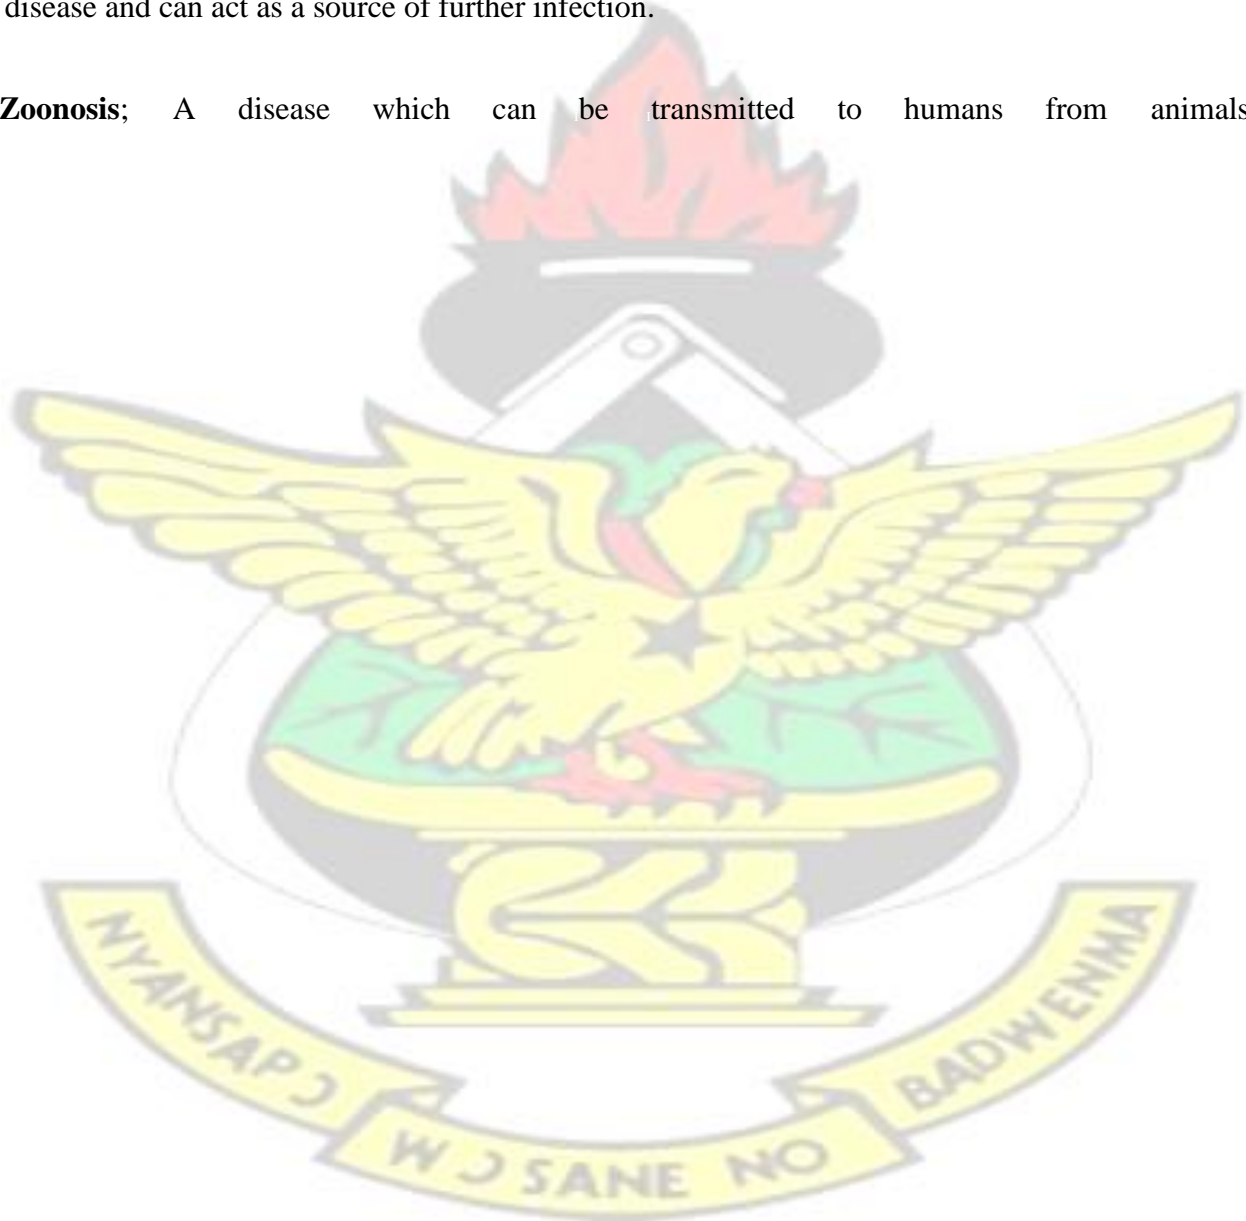 disease and can act as a source of further infection.
Zoonosis; A disease which can be transmitted to humans from animals
NYANSAPƆ
WƆSANE NO
BADWENMA